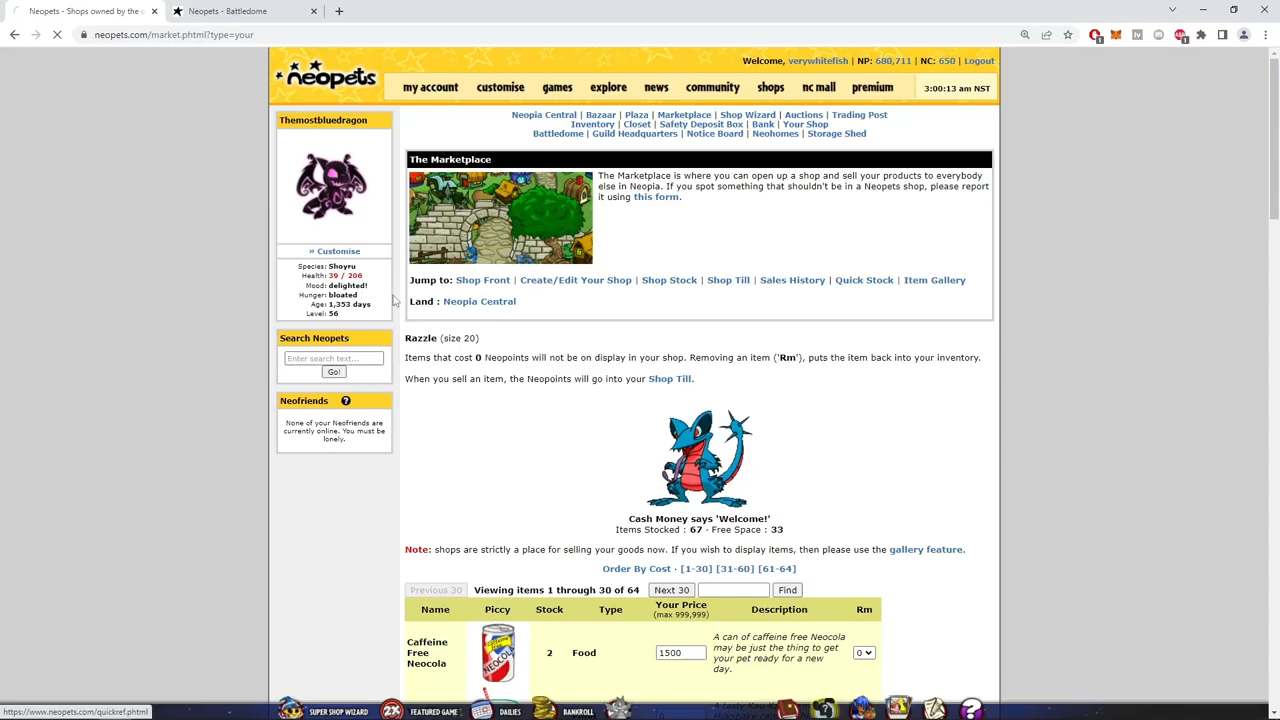 Neopets - Shops owned by the c
Neopets - Battledome
neopets.com/market.phtml?type=your
Welcome, verywhitefish | NP: 680,711 | NC: 650 | Logout
neopets
my account customise games explore news community shops nc mall premium
3:00:13 am NST
Themostbluedragon
» Customise
Species: Shoyru
Health: 39 / 206
Mood: delighted!
Hunger: bloated
Age: 1,353 days
Level: 56
Search Neopets
Enter search text...
Go!
Neofriends ?
None of your Neofriends are
currently online. You must be
lonely.
Neopia Central | Bazaar | Plaza | Marketplace | Shop Wizard | Auctions | Trading Post
Inventory | Closet | Safety Deposit Box | Bank | Your Shop
Battledome | Guild Headquarters | Notice Board | Neohomes | Storage Shed
The Marketplace
The Marketplace is where you can open up a shop and sell your products to everybody
else in Neopia. If you spot something that shouldn't be in a Neopets shop, please report
it using this form.
Jump to: Shop Front | Create/Edit Your Shop | Shop Stock | Shop Till | Sales History | Quick Stock | Item Gallery
Land : Neopia Central
Razzle (size 20)
Items that cost 0 Neopoints will not be on display in your shop. Removing an item ('Rm'), puts the item back into your inventory.
When you sell an item, the Neopoints will go into your Shop Till.
Cash Money says 'Welcome!'
Items Stocked : 67 · Free Space : 33
Note: shops are strictly a place for selling your goods now. If you wish to display items, then please use the gallery feature.
Order By Cost · [1-30] [31-60] [61-64]
Previous 30 Viewing items 1 through 30 of 64 Next 30 Find
Name Piccy Stock Type Your Price (max 999,999) Description Rm
Caffeine
Free
Neocola
2 Food 1500
A can of caffeine free Neocola
may be just the thing to get
your pet ready for a new
day.
0
https://www.neopets.com/quickref.phtml
SUPER SHOP WIZARD 2X FEATURED GAME DAILIES BANKROLL